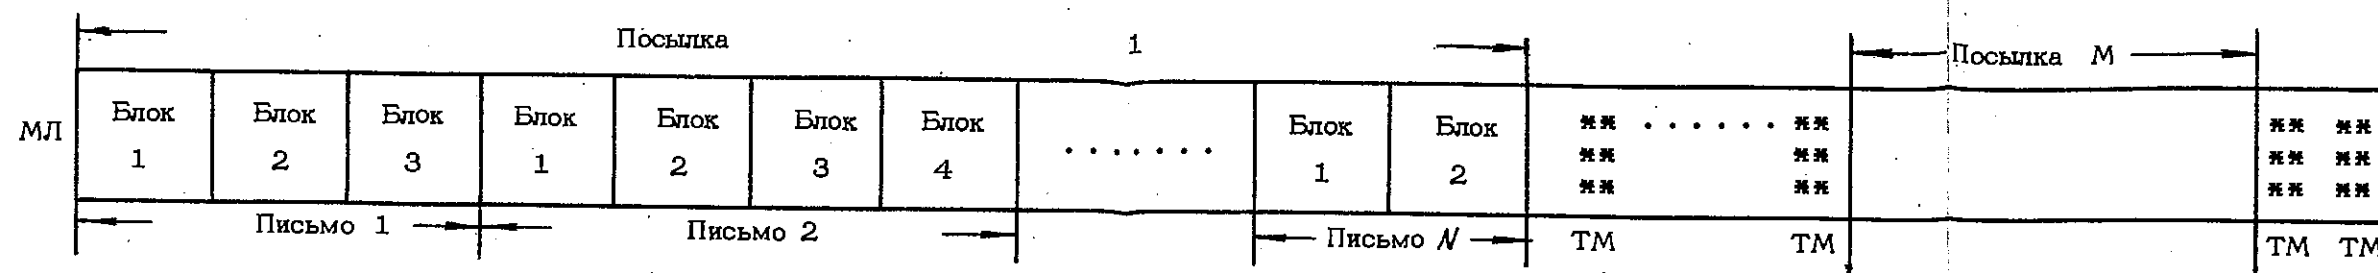 Посылка 1
Посылка М
МЛ
Блок 1
Блок 2
Блок 3
Блок 1
Блок 2
Блок 3
Блок 4
.......
Блок 1
Блок 2
** ...... **
** **
** **
** **
** **
** **
Письмо 1
Письмо 2
Письмо N
ТМ
ТМ
ТМ
ТМ